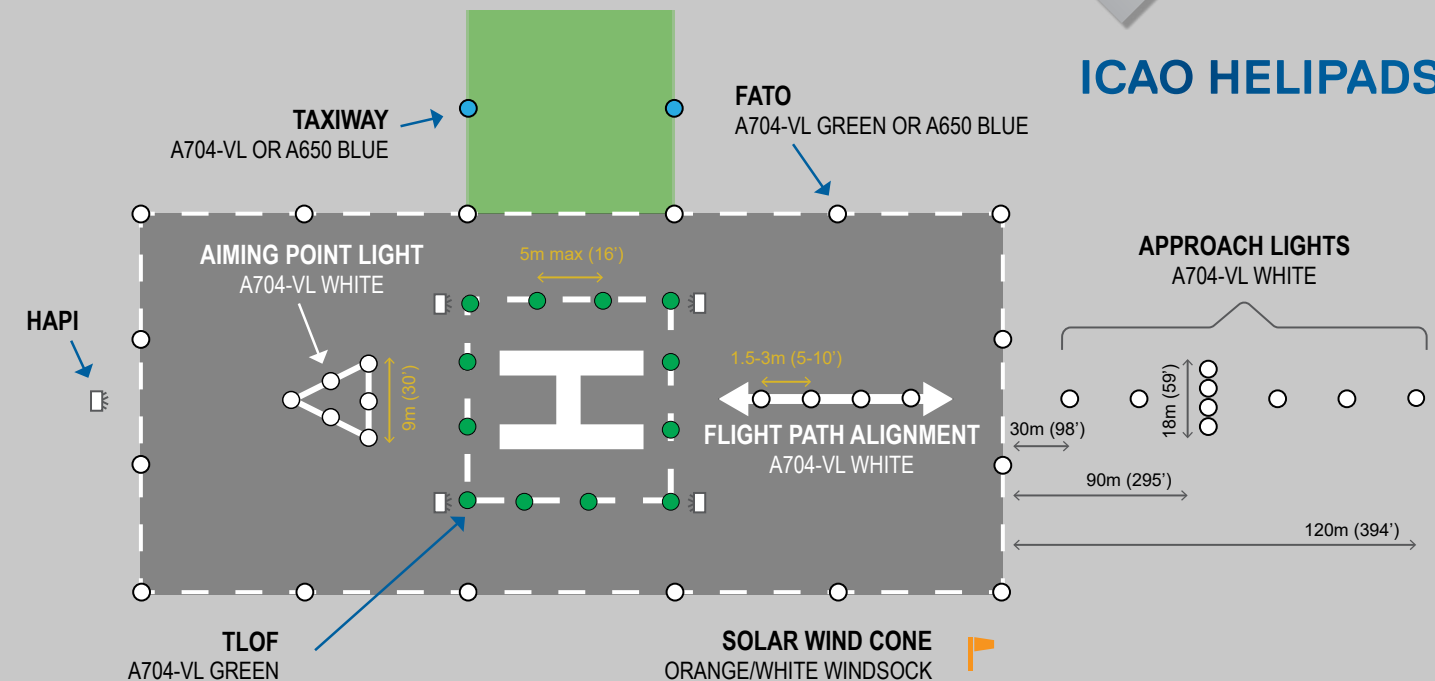 ICAO HELIPADS
TAXIWAY
A704-VL OR A650 BLUE
FATO
A704-VL GREEN OR A650 BLUE
AIMING POINT LIGHT
A704-VL WHITE
5m max (16’)
APPROACH LIGHTS
A704-VL WHITE
HAPI
9m (30’)
H
1.5-3m (5-10’)
FLIGHT PATH ALIGNMENT
A704-VL WHITE
18m (59’)
30m (98’)
90m (295’)
120m (394’)
TLOF
A704-VL GREEN
SOLAR WIND CONE
ORANGE/WHITE WINDSOCK